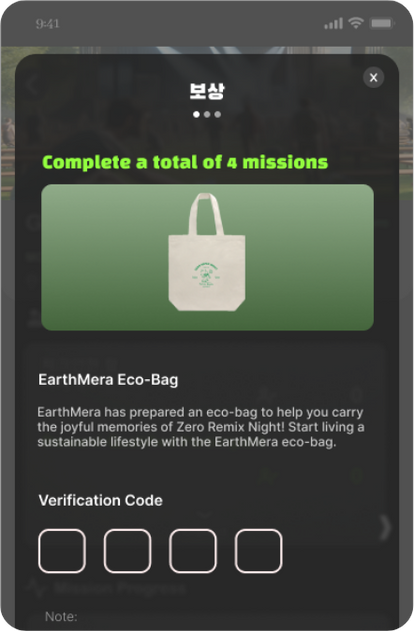 9:41
보상
x
Complete a total of 4 missions
EarthMera Eco-Bag
EarthMera has prepared an eco-bag to help you carry
the joyful memories of Zero Remix Night! Start living a
sustainable lifestyle with the EarthMera eco-bag.
Verification Code
Mission Progress
Note: